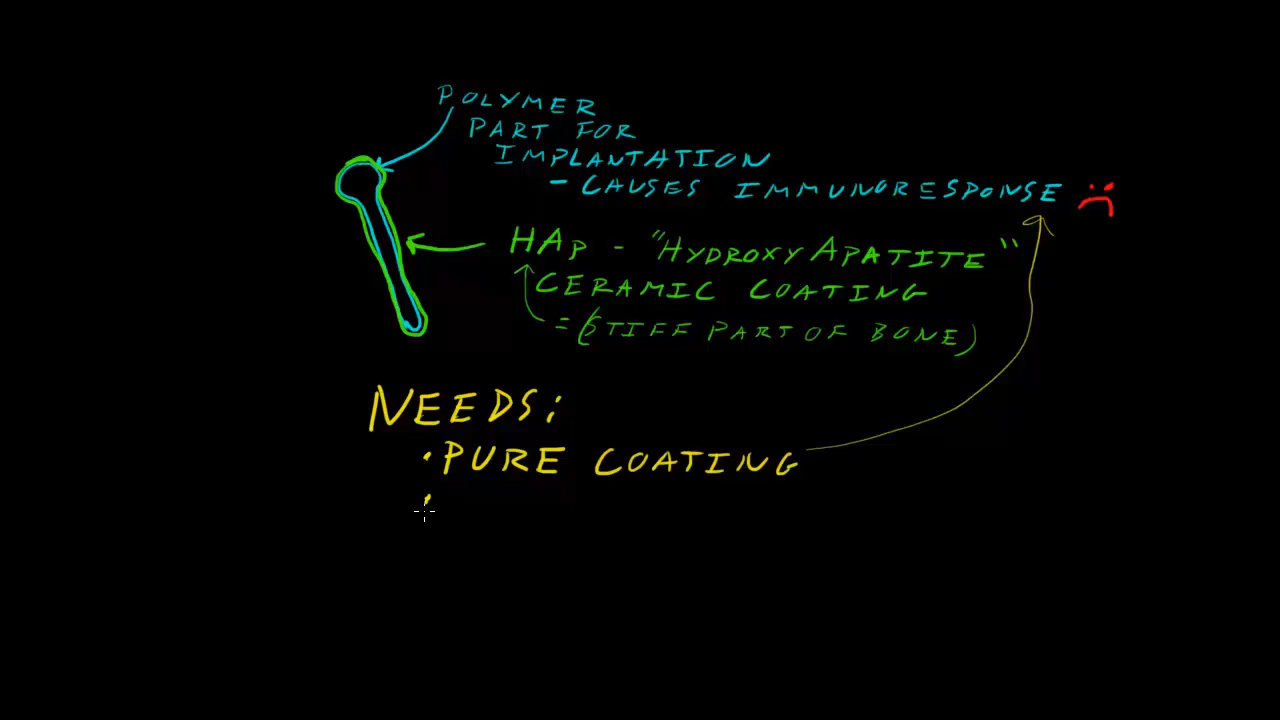 POLYMER
PART FOR
IMPLANTATION
- CAUSES IMMUNORESPONSE
HAp - "HYDROXYAPATITE"
CERAMIC COATING
= (STIFF PART OF BONE)
NEEDS:
• PURE COATING
•